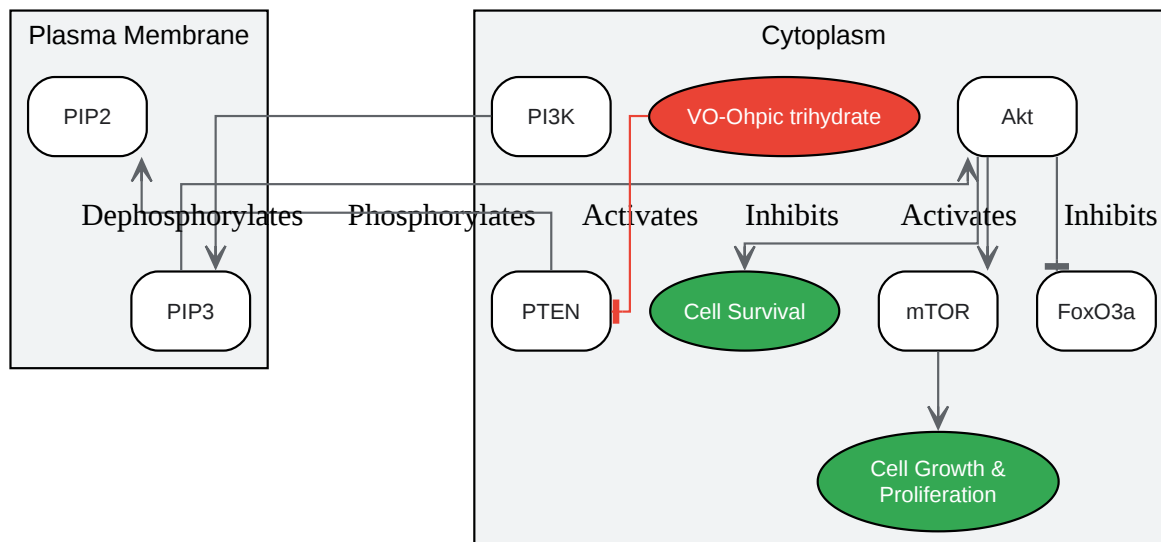 Plasma Membrane
Cytoplasm
PIP2
PI3K
VO-Ohpic trihydrate
Akt
Dephosphorylates
Phosphorylates
Activates
Inhibits
Activates
Inhibits
PIP3
PTEN
Cell Survival
mTOR
FoxO3a
Cell Growth &
Proliferation